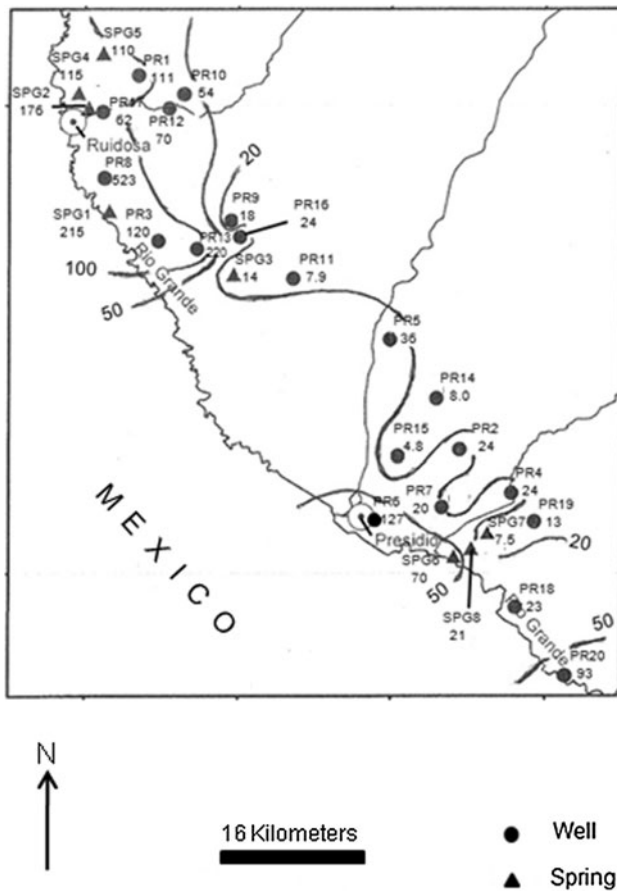 SPG5
110
SPG4
115
PR1
111
PR10
54
SPG2
176
62
PR12
70
Ruidosa
PR8
523
20
PR9
18
PR16
24
SPG1
215
PR3
120
PR13
220
SPG3
14
PR11
7.9
Rio Grande
100
50
PR5
36
PR14
8.0
PR15
4.8
PR2
24
PR4
24
PR7
20
PR6
127
PR19
13
SPG7
7.5
Presidio
20
SPG6
70
50
SPG8
21
PR18
23
Rio Grande
50
PR20
93
MEXICO
N
16 Kilometers
Well
Spring